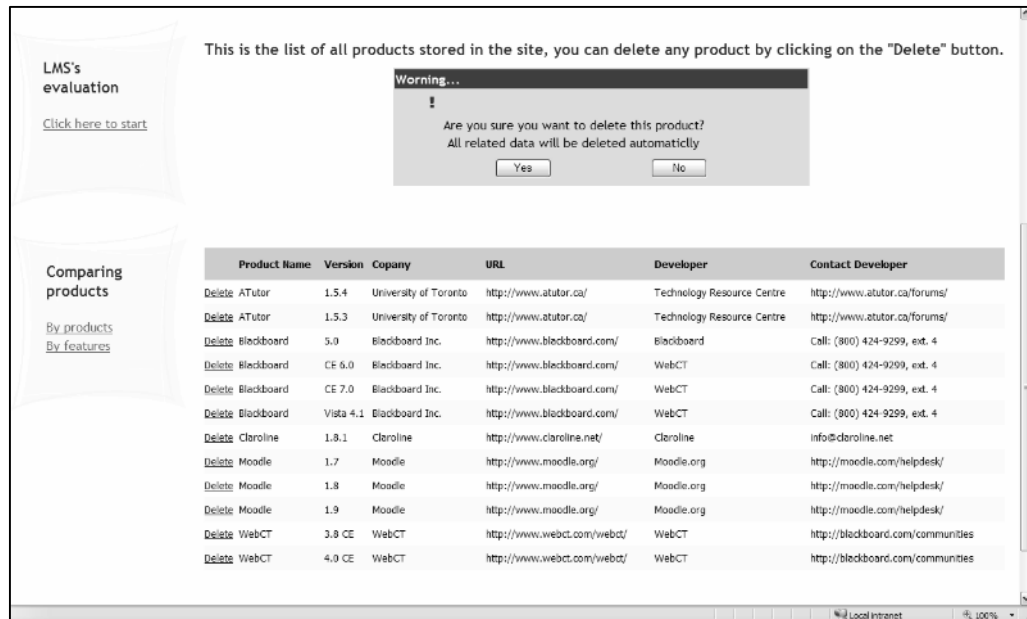 LMS's
evaluation
Click here to start
Comparing
products
By products
By features
This is the list of all products stored in the site, you can delete any product by clicking on the "Delete" button.
Worning...
!
Are you sure you want to delete this product?
All related data will be deleted automaticlly
Yes No
Product Name Version Copany URL Developer Contact Developer
Delete ATutor 1.5.4 University of Toronto http://www.atutor.ca/ Technology Resource Centre http://www.atutor.ca/forums/
Delete ATutor 1.5.3 University of Toronto http://www.atutor.ca/ Technology Resource Centre http://www.atutor.ca/forums/
Delete Blackboard 5.0 Blackboard Inc. http://www.blackboard.com/ Blackboard Call: (800) 424-9299, ext. 4
Delete Blackboard CE 6.0 Blackboard Inc. http://www.blackboard.com/ WebCT Call: (800) 424-9299, ext. 4
Delete Blackboard CE 7.0 Blackboard Inc. http://www.blackboard.com/ WebCT Call: (800) 424-9299, ext. 4
Delete Blackboard Vista 4.1 Blackboard Inc. http://www.blackboard.com/ WebCT Call: (800) 424-9299, ext. 4
Delete Claroline 1.8.1 Claroline http://www.claroline.net/ Claroline info@claroline.net
Delete Moodle 1.7 Moodle http://www.moodle.org/ Moodle.org http://moodle.com/helpdesk/
Delete Moodle 1.8 Moodle http://www.moodle.org/ Moodle.org http://moodle.com/helpdesk/
Delete Moodle 1.9 Moodle http://www.moodle.org/ Moodle.org http://moodle.com/helpdesk/
Delete WebCT 3.8 CE WebCT http://www.webct.com/webct/ WebCT http://blackboard.com/communities
Delete WebCT 4.0 CE WebCT http://www.webct.com/webct/ WebCT http://blackboard.com/communities
Local intranet 100%